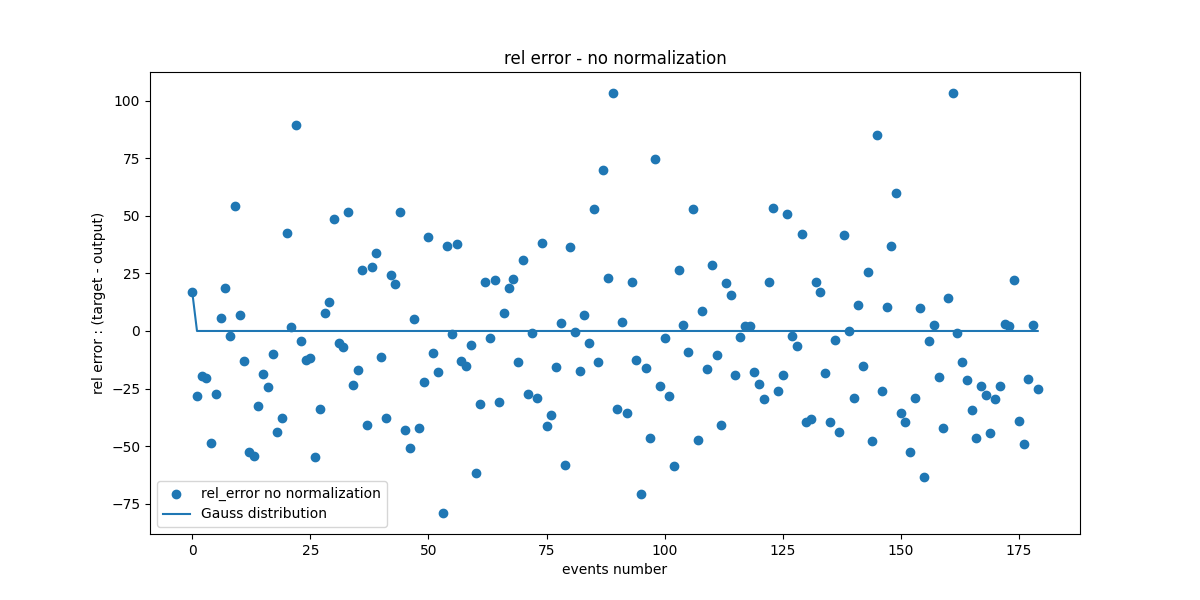 rel error - no normalization
rel error : (target - output)
100
75
50
25
0
−25
−50
−75
rel_error no normalization
Gauss distribution
0 25 50 75 100 125 150 175
events number